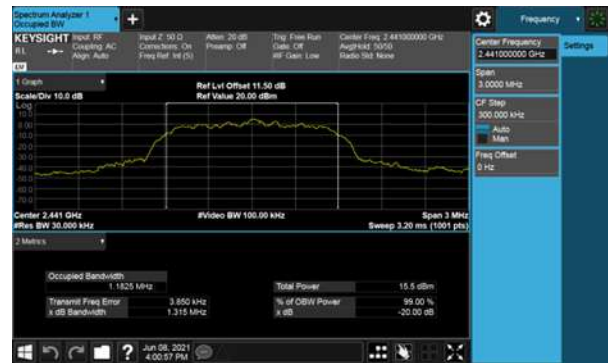 Spectrum Analyzer 1
Occupied BW
KEYSIGHT
Input: RF
Coupling: AC
Align: Auto
Input Z: 50 Ω
Corrections: On
Freq Ref: Int (S)
Atten: 20 dB
Preamp: Off
Trig: Free Run
Gate: Off
#IF Gain: Low
Center Freq: 2.441000000 GHz
Avg|Hold: 50/50
Radio Std: None
Frequency
Center Frequency
2.441000000 GHz
Settings
Span
3.0000 MHz
CF Step
300.000 kHz
Auto
Man
Freq Offset
0 Hz
1 Graph
Scale/Div 10.0 dB
Ref Lvl Offset 11.50 dB
Ref Value 20.00 dBm
Log
Center 2.441 GHz
#Res BW 30.000 kHz
#Video BW 100.00 kHz
Span 3 MHz
Sweep 3.20 ms (1001 pts)
2 Metrics
Occupied Bandwidth
1.1825 MHz
Total Power 15.5 dBm
Transmit Freq Error 3.850 kHz
% of OBW Power 99.00 %
x dB Bandwidth 1.315 MHz
x dB -20.00 dB
Jun 08, 2021
4:00:57 PM